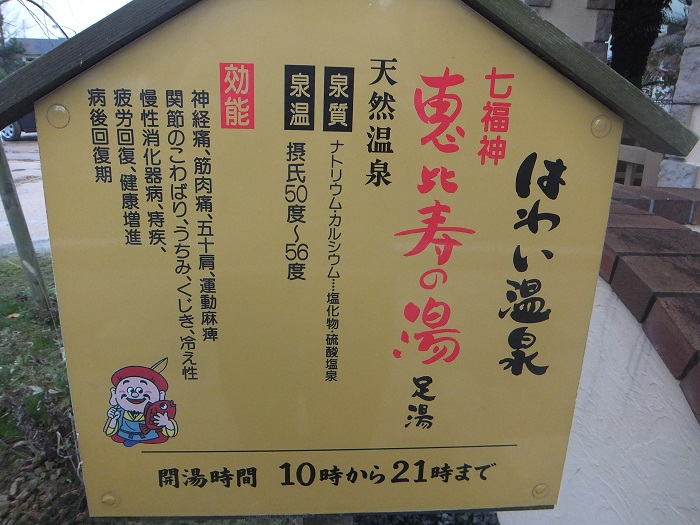 はわい温泉
七福神
恵比寿の湯 足湯
天然温泉
泉質 ナトリウム・カルシウム…塩化物・硫酸塩泉
泉温 摂氏50度～56度
効能
神経痛、筋肉痛、五十肩、運動麻痺
関節のこわばり、うちみ、くじき、冷え性
慢性消化器病、痔疾、
疲労回復、健康増進
病後回復期
開湯時間 10時から21時まで